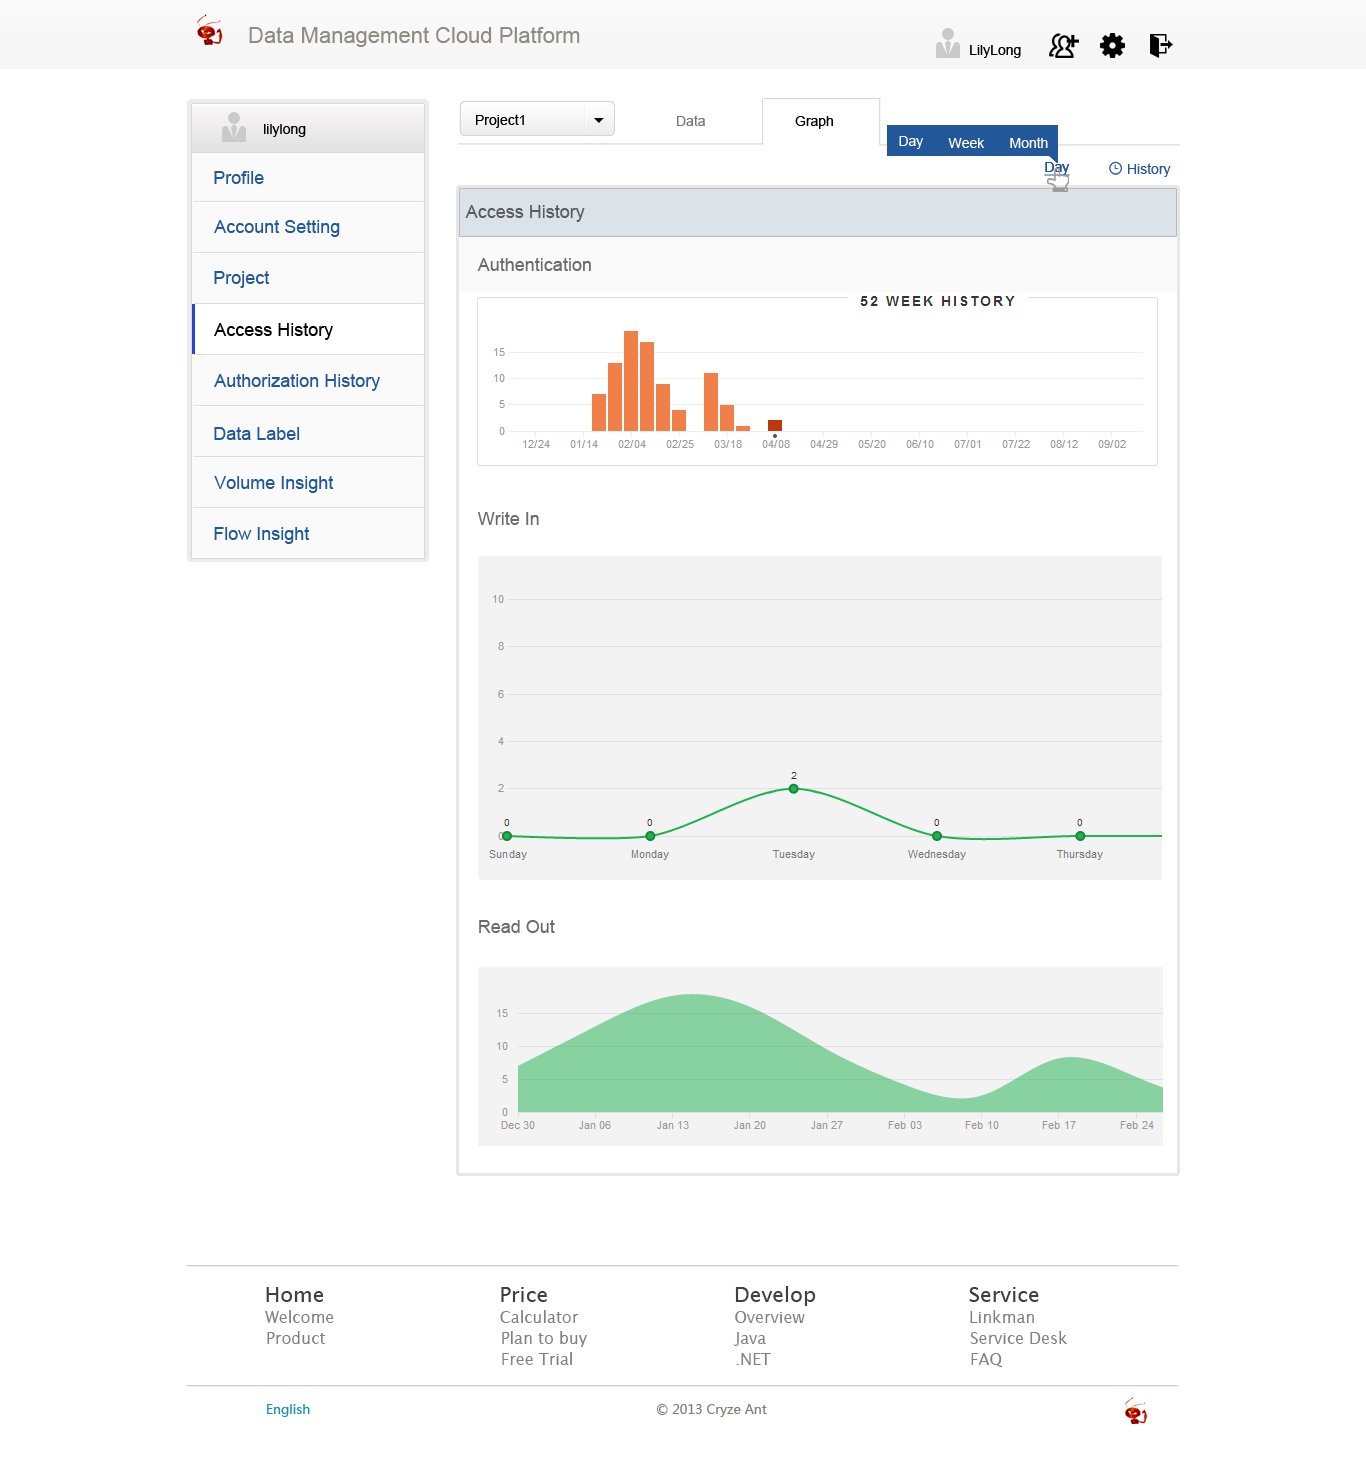 Data Management Cloud Platform
LilyLong
lilylong
Profile
Account Setting
Project
Access History
Authorization History
Data Label
Volume Insight
Flow Insight
Project1
Data
Graph
Day Week Month
Day
History
Access History
Authentication
52 WEEK HISTORY
15
10
5
0
12/24 01/14 02/04 02/25 03/18 04/08 04/29 05/20 06/10 07/01 07/22 08/12 09/02
Write In
10
8
6
4
2
2
0
0 0 0 0
Sunday Monday Tuesday Wednesday Thursday
Read Out
15
10
5
0
Dec 30 Jan 06 Jan 13 Jan 20 Jan 27 Feb 03 Feb 10 Feb 17 Feb 24
Home
Welcome
Product
Price
Calculator
Plan to buy
Free Trial
Develop
Overview
Java
.NET
Service
Linkman
Service Desk
FAQ
English
© 2013 Cryze Ant